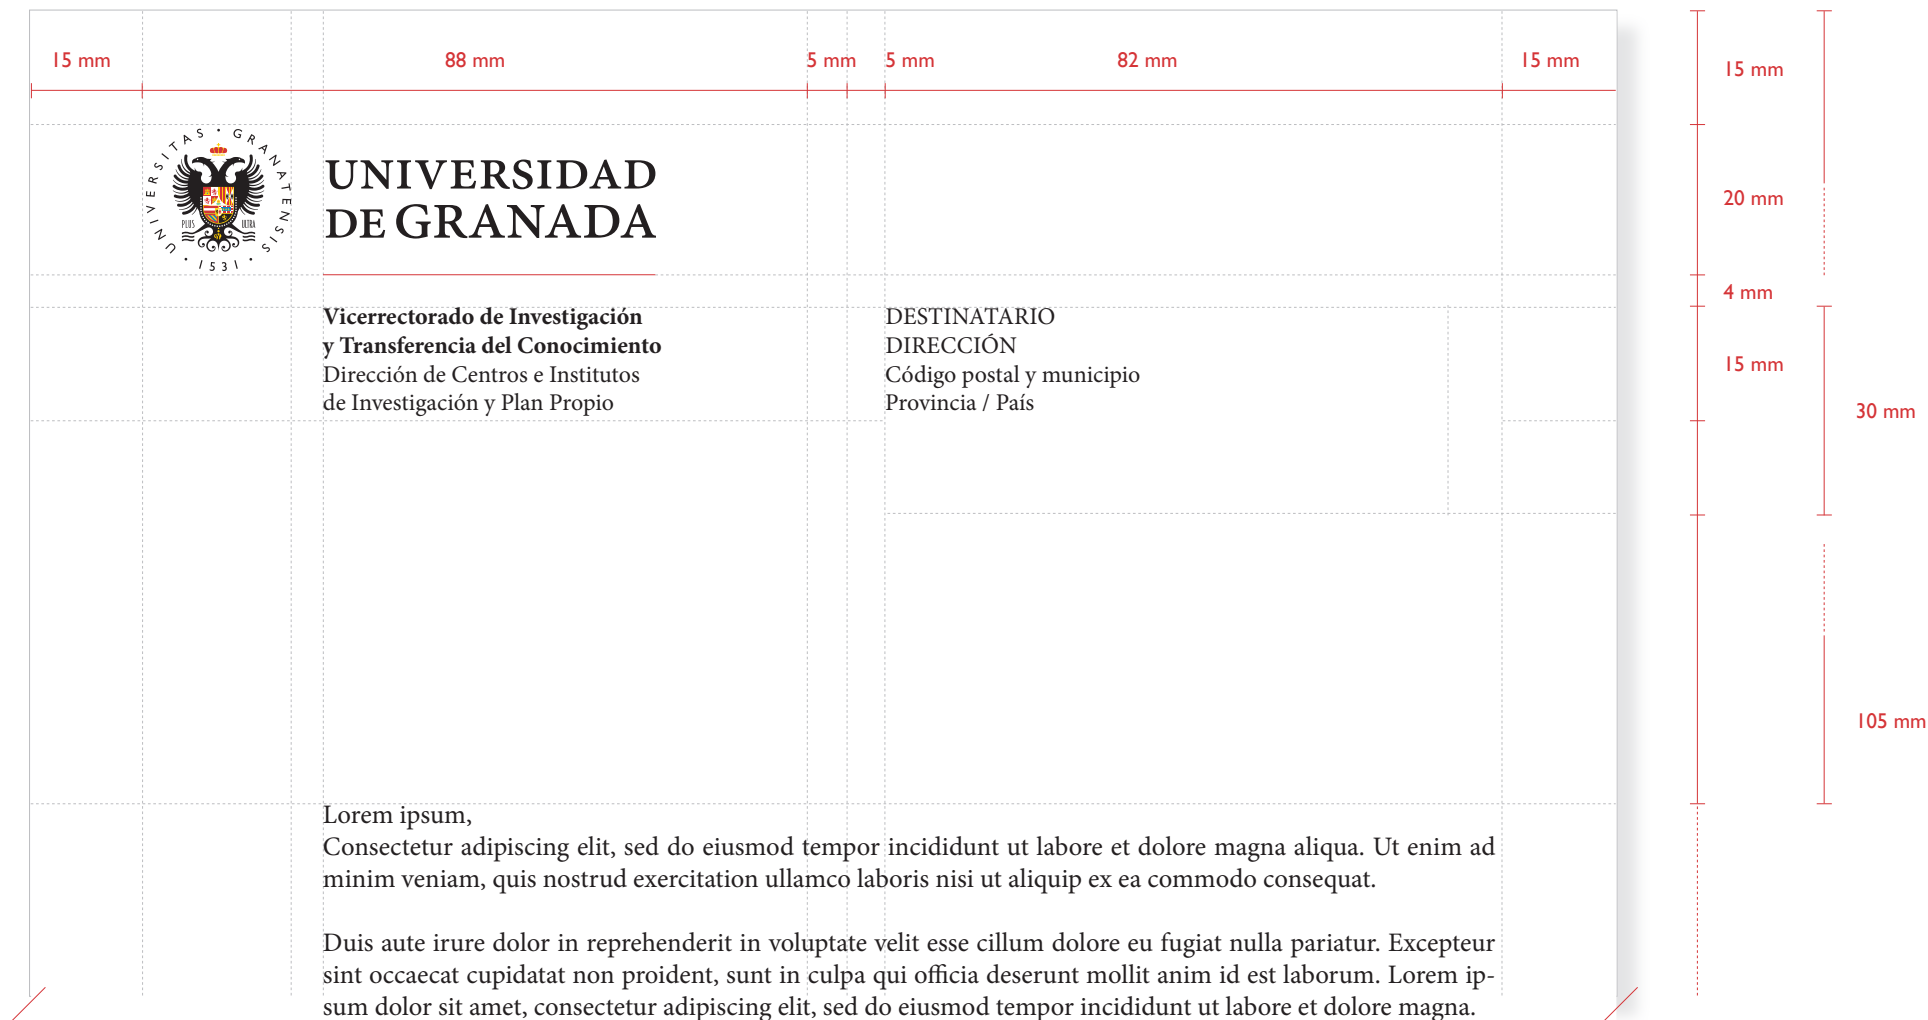 15 mm 88 mm 5 mm 5 mm 82 mm 15 mm
15 mm
20 mm
4 mm
15 mm
30 mm
105 mm
UNIVERSITAS · GRANATENSIS · 1531 ·
PLUS ULTRA
UNIVERSIDAD
DE GRANADA
Vicerrectorado de Investigación
y Transferencia del Conocimiento
Dirección de Centros e Institutos
de Investigación y Plan Propio
DESTINATARIO
DIRECCIÓN
Código postal y municipio
Provincia / País
Lorem ipsum,
Consectetur adipiscing elit, sed do eiusmod tempor incididunt ut labore et dolore magna aliqua. Ut enim ad
minim veniam, quis nostrud exercitation ullamco laboris nisi ut aliquip ex ea commodo consequat.
Duis aute irure dolor in reprehenderit in voluptate velit esse cillum dolore eu fugiat nulla pariatur. Excepteur
sint occaecat cupidatat non proident, sunt in culpa qui officia deserunt mollit anim id est laborum. Lorem ip-
sum dolor sit amet, consectetur adipiscing elit, sed do eiusmod tempor incididunt ut labore et dolore magna.